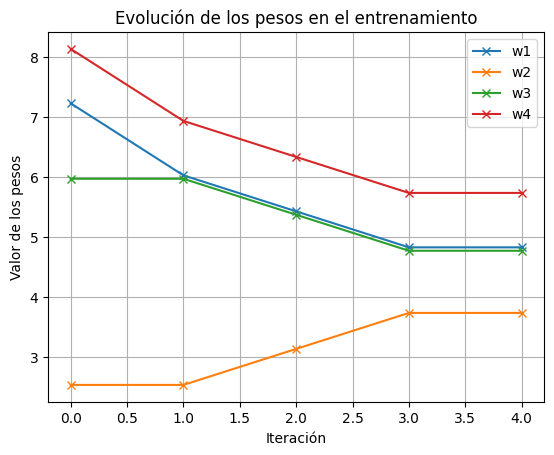 Evolución de los pesos en el entrenamiento
w1
w2
w3
w4
8
7
6
5
4
3
Valor de los pesos
0.0 0.5 1.0 1.5 2.0 2.5 3.0 3.5 4.0
Iteración